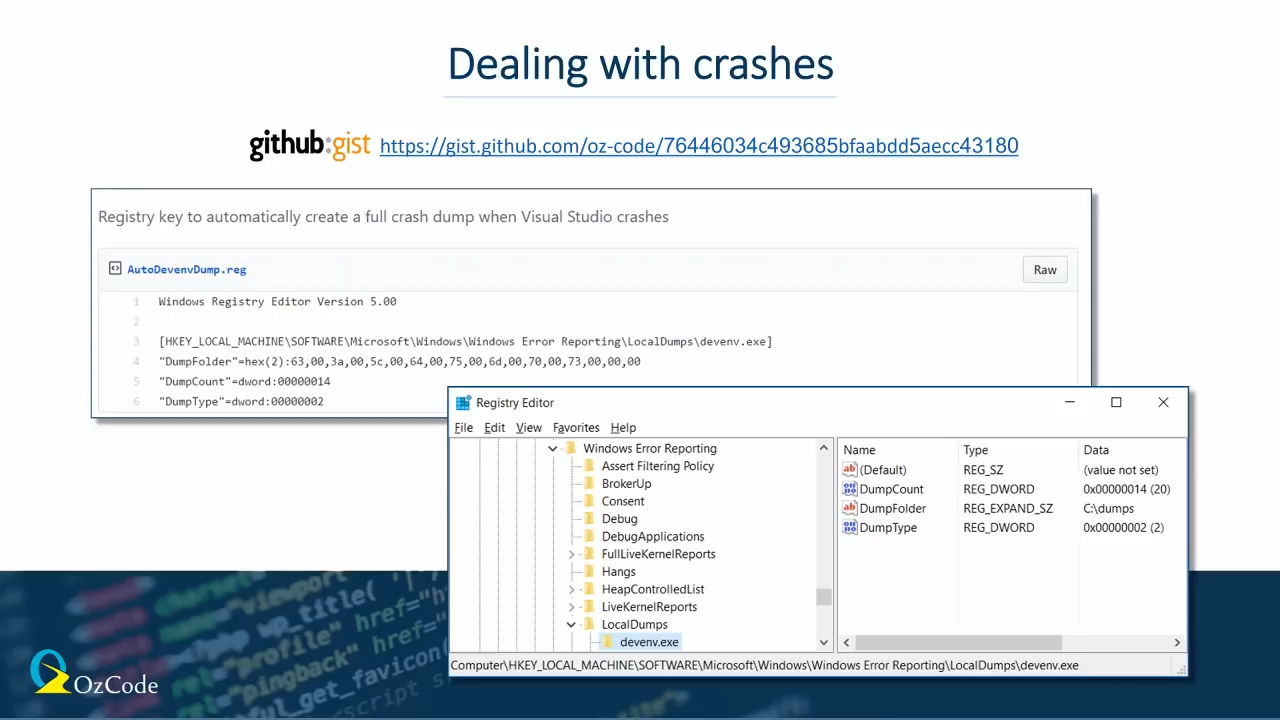 Dealing with crashes
github:gist https://gist.github.com/oz-code/76446034c493685bfaabdd5aecc43180
Registry key to automatically create a full crash dump when Visual Studio crashes
AutoDevenvDump.reg
Raw
1 Windows Registry Editor Version 5.00
2
3 [HKEY_LOCAL_MACHINE\SOFTWARE\Microsoft\Windows\Windows Error Reporting\LocalDumps\devenv.exe]
4 "DumpFolder"=hex(2):63,00,3a,00,5c,00,64,00,75,00,6d,00,70,00,73,00,00,00
5 "DumpCount"=dword:00000014
6 "DumpType"=dword:00000002
Registry Editor
File Edit View Favorites Help
Windows Error Reporting
Assert Filtering Policy
BrokerUp
Consent
Debug
DebugApplications
FullLiveKernelReports
Hangs
HeapControlledList
LiveKernelReports
LocalDumps
devenv.exe
Name Type Data
(Default) REG_SZ (value not set)
DumpCount REG_DWORD 0x00000014 (20)
DumpFolder REG_EXPAND_SZ C:\dumps
DumpType REG_DWORD 0x00000002 (2)
Computer\HKEY_LOCAL_MACHINE\SOFTWARE\Microsoft\Windows\Windows Error Reporting\LocalDumps\devenv.exe
OzCode